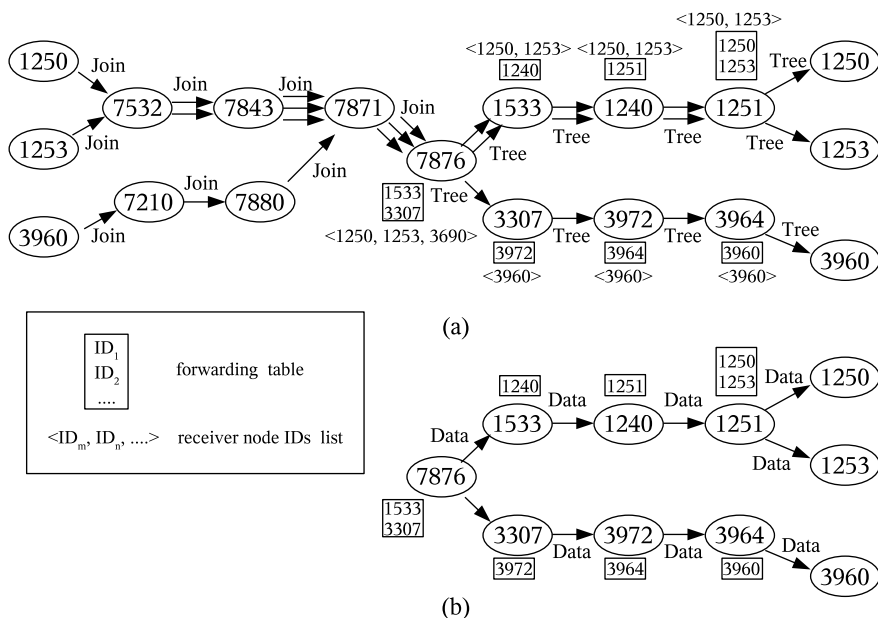 <1250, 1253> <1250, 1253> <1250, 1253>
1240 1251 1250
1253
1250 Join 7532 Join 7843 Join 7871 Join 1533 Tree 1240 Tree 1251 Tree 1250
1253 Join 7876 Tree 1253
1533
3307
<1250, 1253, 3690>
3960 Join 7210 Join 7880 Join Tree 3307 Tree 3972 Tree 3964 Tree 3960
3972 3964 3960
<3960> <3960> <3960>
(a)
ID1
ID2
....
forwarding table
<IDm, IDn, ....> receiver node IDs list
1240 1251 1250
1253
7876 Data 1533 Data 1240 Data 1251 Data 1250
Data 1253
1533
3307
3307 Data 3972 Data 3964 Data 3960
3972 3964 3960
(b)